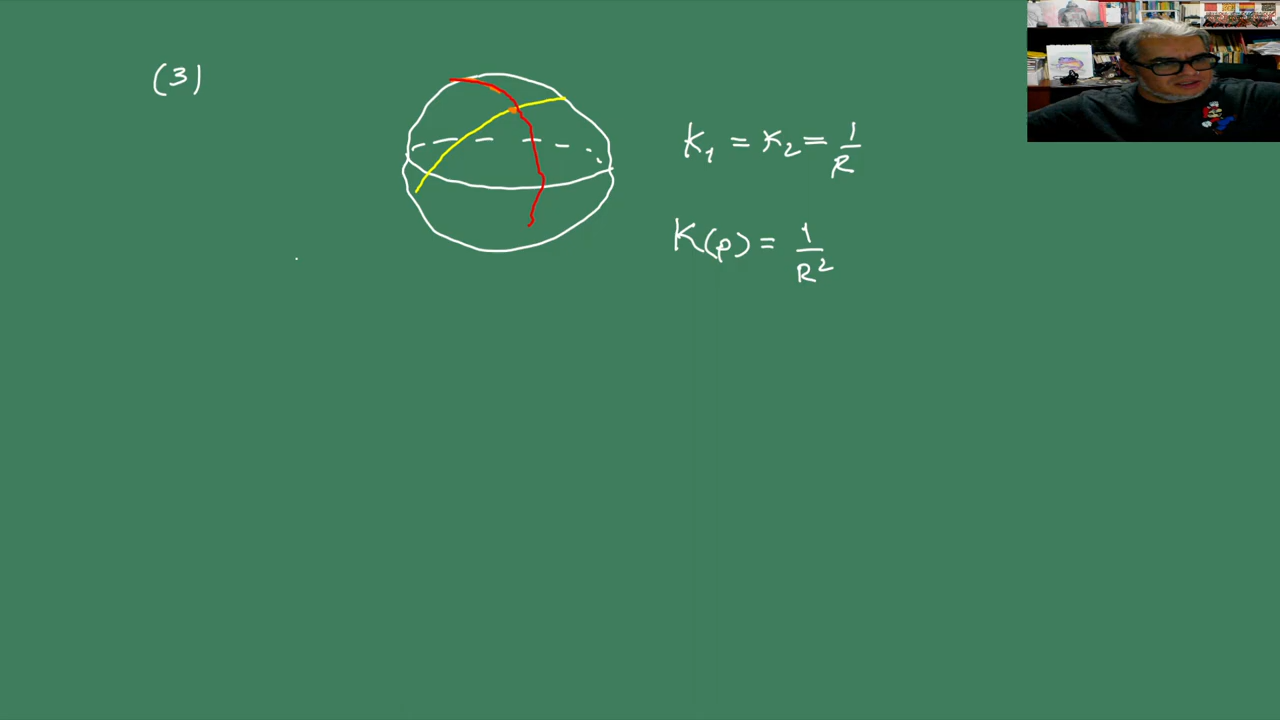 (3)
κ₁ = κ₂ = 1/R
K(p) = 1/R²